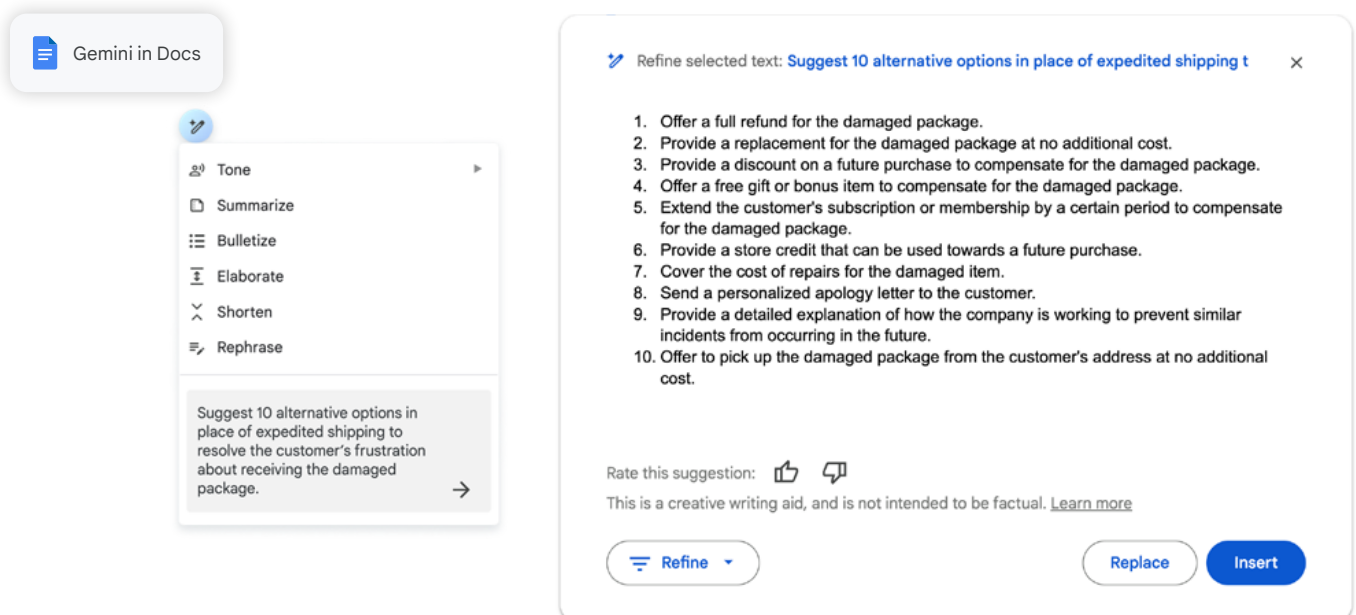 Gemini in Docs
Tone
Summarize
Bulletize
Elaborate
Shorten
Rephrase
Suggest 10 alternative options in
place of expedited shipping to
resolve the customer's frustration
about receiving the damaged
package.
Refine selected text: Suggest 10 alternative options in place of expedited shipping t
1. Offer a full refund for the damaged package.
2. Provide a replacement for the damaged package at no additional cost.
3. Provide a discount on a future purchase to compensate for the damaged package.
4. Offer a free gift or bonus item to compensate for the damaged package.
5. Extend the customer's subscription or membership by a certain period to compensate
for the damaged package.
6. Provide a store credit that can be used towards a future purchase.
7. Cover the cost of repairs for the damaged item.
8. Send a personalized apology letter to the customer.
9. Provide a detailed explanation of how the company is working to prevent similar
incidents from occurring in the future.
10. Offer to pick up the damaged package from the customer's address at no additional
cost.
Rate this suggestion:
This is a creative writing aid, and is not intended to be factual. Learn more
Refine
Replace
Insert